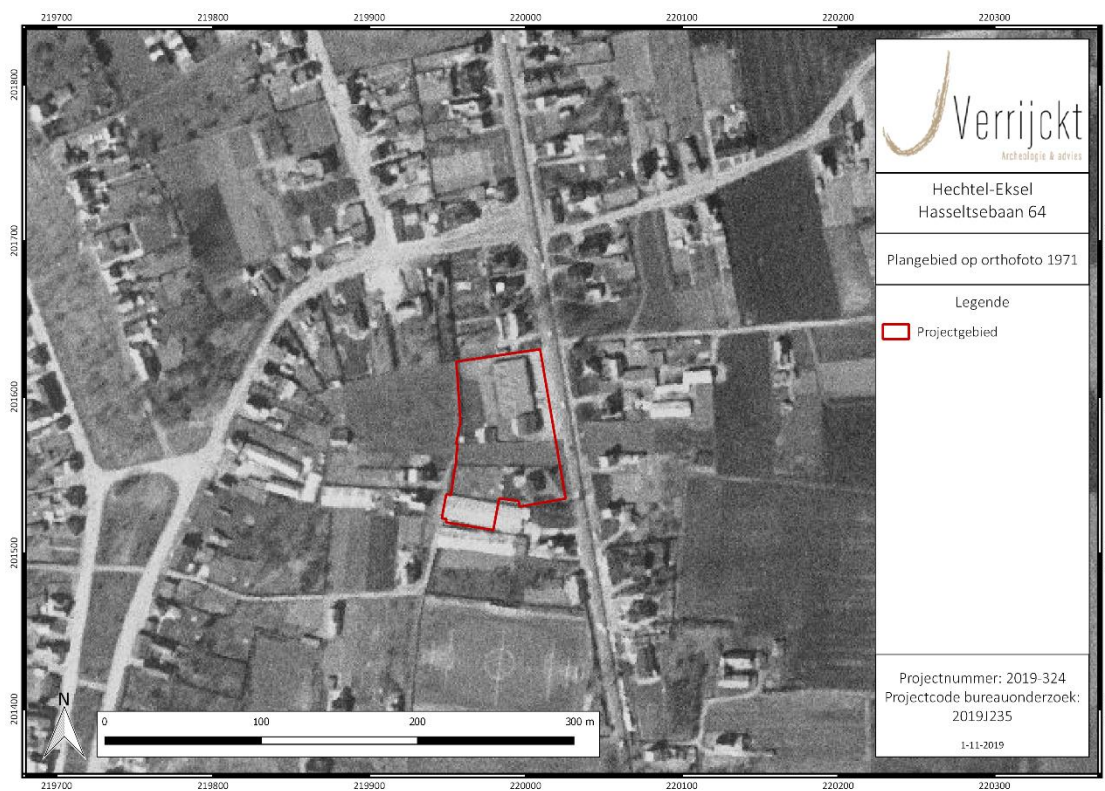 219700 219800 219900 220000 220100 220200 220300
201800
201700
201600
201500
201400
Verrijckt
Archeologie & advies
Hechtel-Eksel
Hasseltsebaan 64
Plangebied op orthofoto 1971
Legende
Projectgebied
Projectnummer: 2019-324
Projectcode bureauonderzoek:
2019J235
1-11-2019
N
0 100 200 300 m
219700 219800 219900 220000 220100 220200 220300